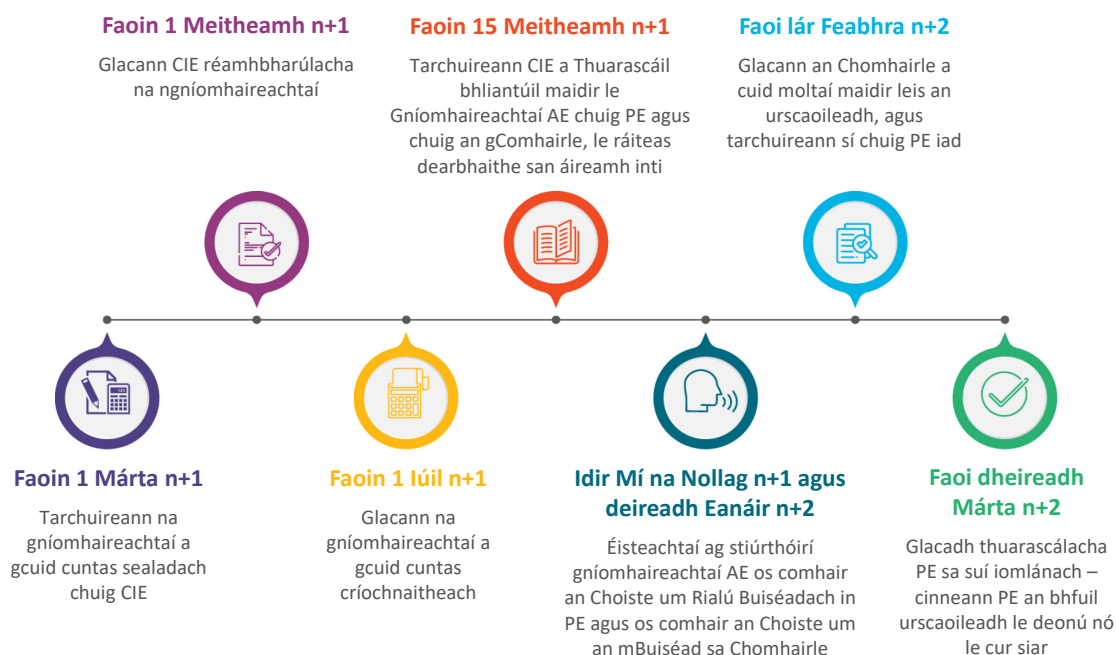 Faoin 1 Meitheamh n+1
Glacann CIE réamhbharúlacha
na ngníomhaireachtaí
Faoin 15 Meitheamh n+1
Tarchuireann CIE a Thuarascáil
bhliantúil maidir le
Gníomhaireachtaí AE chuig PE agus
chuig an gComhairle, le ráiteas
dearbhaithe san áireamh inti
Faoi lár Feabhra n+2
Glacann an Chomhairle a
cuid moltaí maidir leis an
urscaoileadh, agus
tarchuireann sí chuig PE iad
Faoin 1 Márta n+1
Tarchuireann na
gníomhaireachtaí a
gcuid cuntas sealadach
chuig CIE
Faoin 1 Iúil n+1
Glacann na
gníomhaireachtaí a
gcuid cuntas
críochnaitheach
Idir Mí na Nollag n+1 agus
deireadh Eanáir n+2
Éisteachtaí ag stiúrthóirí
gníomhaireachtaí AE os comhair
an Choiste um Rialú Buiséadach in
PE agus os comhair an Choiste um
an mBuiséad sa Chomhairle
Faoi dheireadh
Márta n+2
Glacadh thuarascálacha
PE sa suí iomlánach –
cinneann PE an bhfuil
urscaoileadh le deonú nó
le cur siar